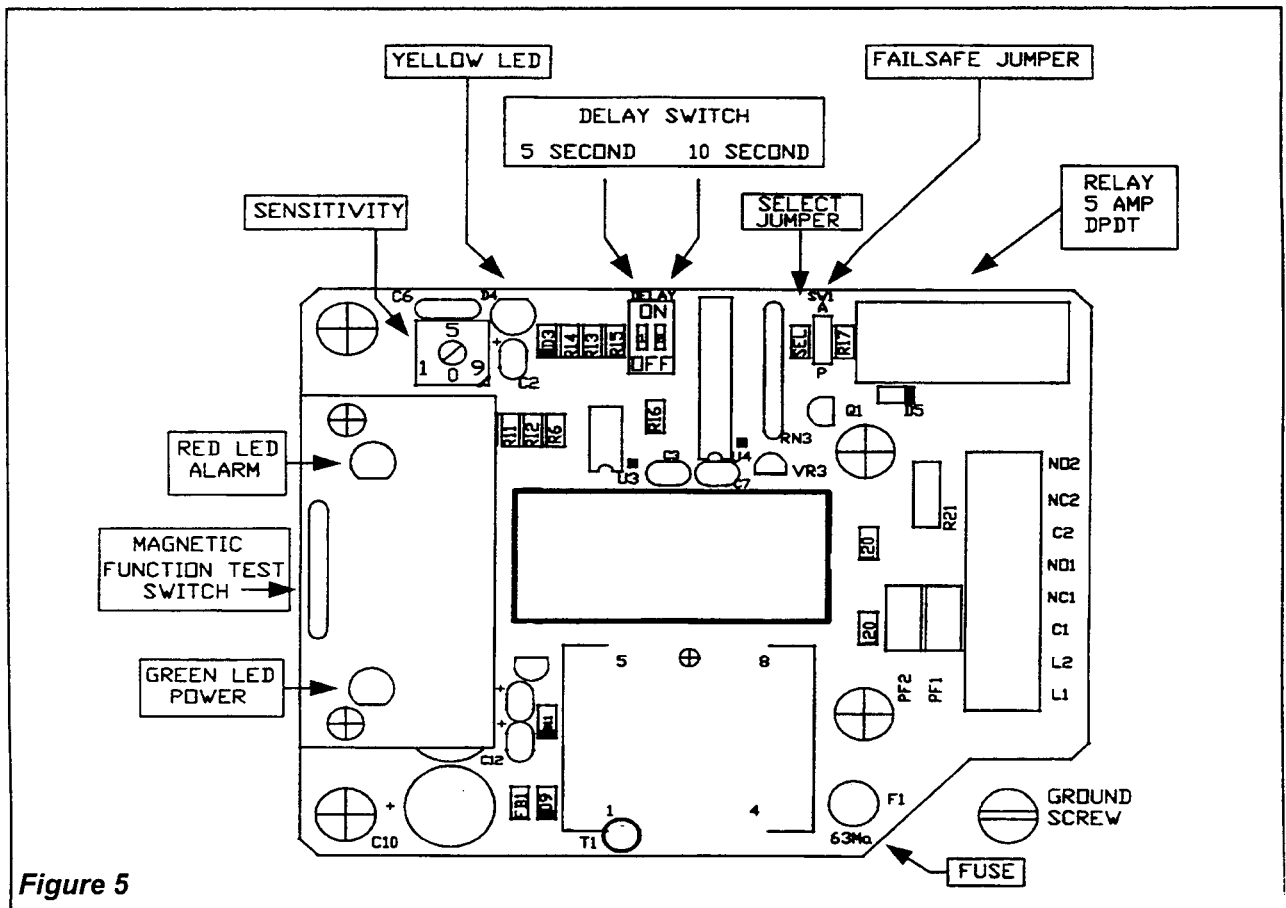 YELLOW LED
FAILSAFE JUMPER
DELAY SWITCH
5 SECOND 10 SECOND
SELECT
JUMPER
RELAY
5 AMP
DPDT
SENSITIVITY
C6
D4
DELAY
ON
OFF
SW1
A
P
5
1 9
0
+
C2
D3
R14
R13
R15
SEL
R17
R16
Q1
D5
R11
R12
R6
U3
C3
C7
U4
RN3
VR3
RED LED
ALARM
NO2
NC2
C2
NO1
NC1
C1
L2
L1
R21
120
120
PF2
PF1
MAGNETIC
FUNCTION TEST
SWITCH
GREEN LED
POWER
5 8
1 4
+
+
C12
+
C10
FB1
T1
F1
63Ma
GROUND
SCREW
FUSE
Figure 5